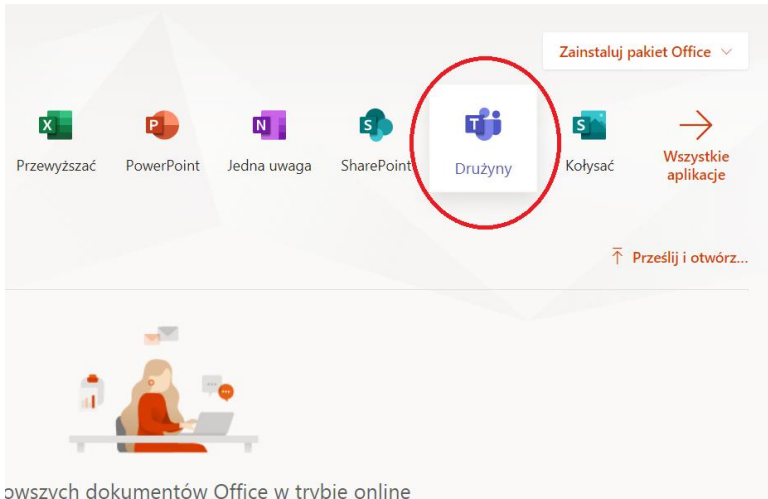 Zainstaluj pakiet Office
X
P
N
S
T
S
Przewyższać
PowerPoint
Jedna uwaga
SharePoint
Drużyny
Kołysać
Wszystkie
aplikacje
Prześlij i otwórz...
owszych dokumentów Office w trybie online